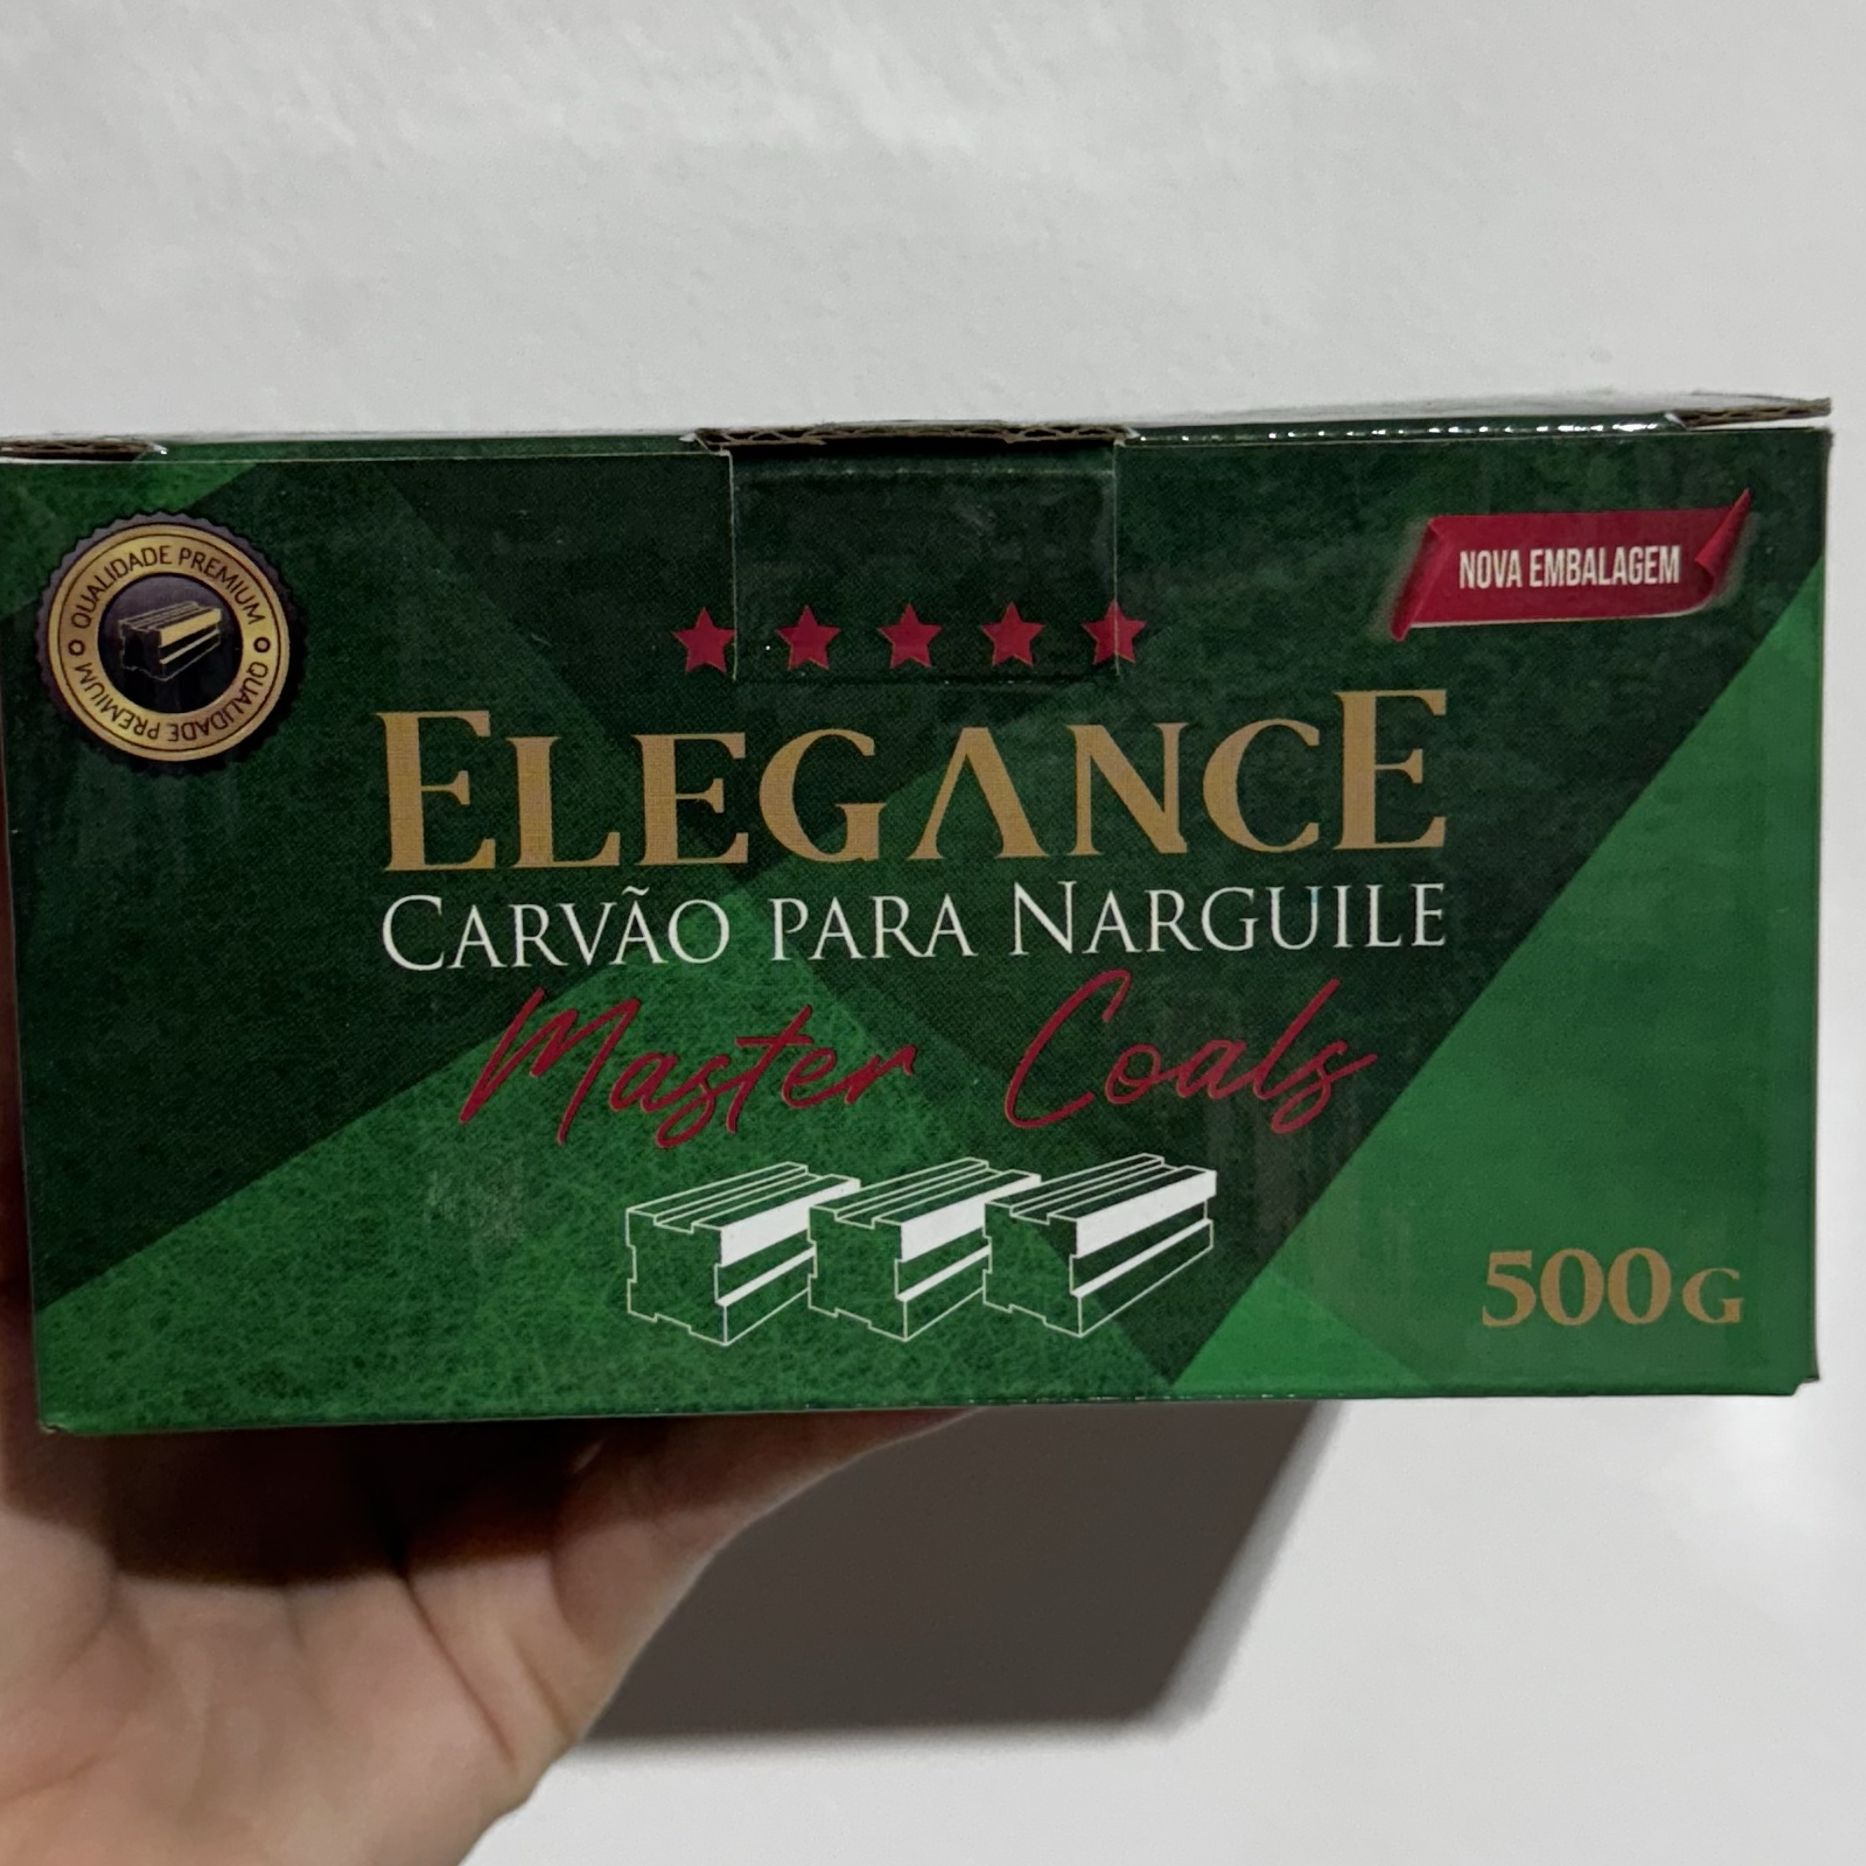 QUALIDADE PREMIUM QUALIDADE PREMIUM
NOVA EMBALAGEM
ELEGANCE
CARVÃO PARA NARGUILE
Master Coals
500G